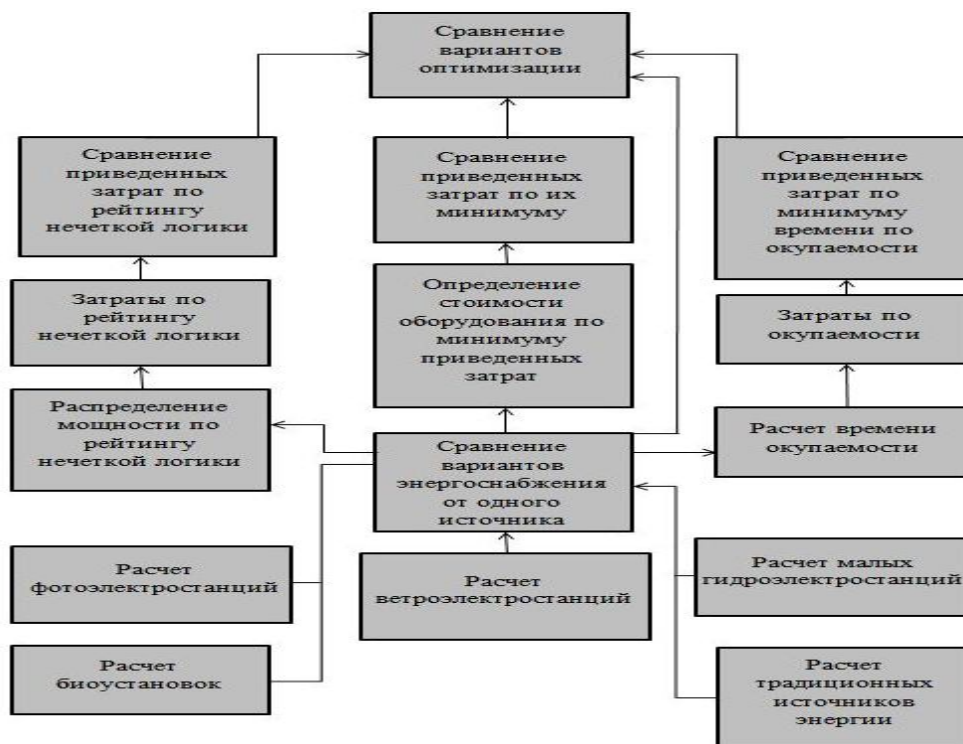 Сравнение
вариантов
оптимизации
Сравнение
приведенных
затрат по
рейтингу
нечеткой логики
Сравнение
приведенных
затрат по их
минимуму
Сравнение
приведенных
затрат по
минимуму
времени по
окупаемости
Затраты по
рейтингу
нечеткой логики
Определение
стоимости
оборудования по
минимуму
приведенных
затрат
Затраты по
окупаемости
Распределение
мощности по
рейтингу
нечеткой логики
Сравнение
вариантов
энергоснабжения
от одного
источника
Расчет времени
окупаемости
Расчет
фотоэлектростанций
Расчет
ветроэлектростанций
Расчет малых
гидроэлектростанций
Расчет
биоустановок
Расчет
традиционных
источников
энергии